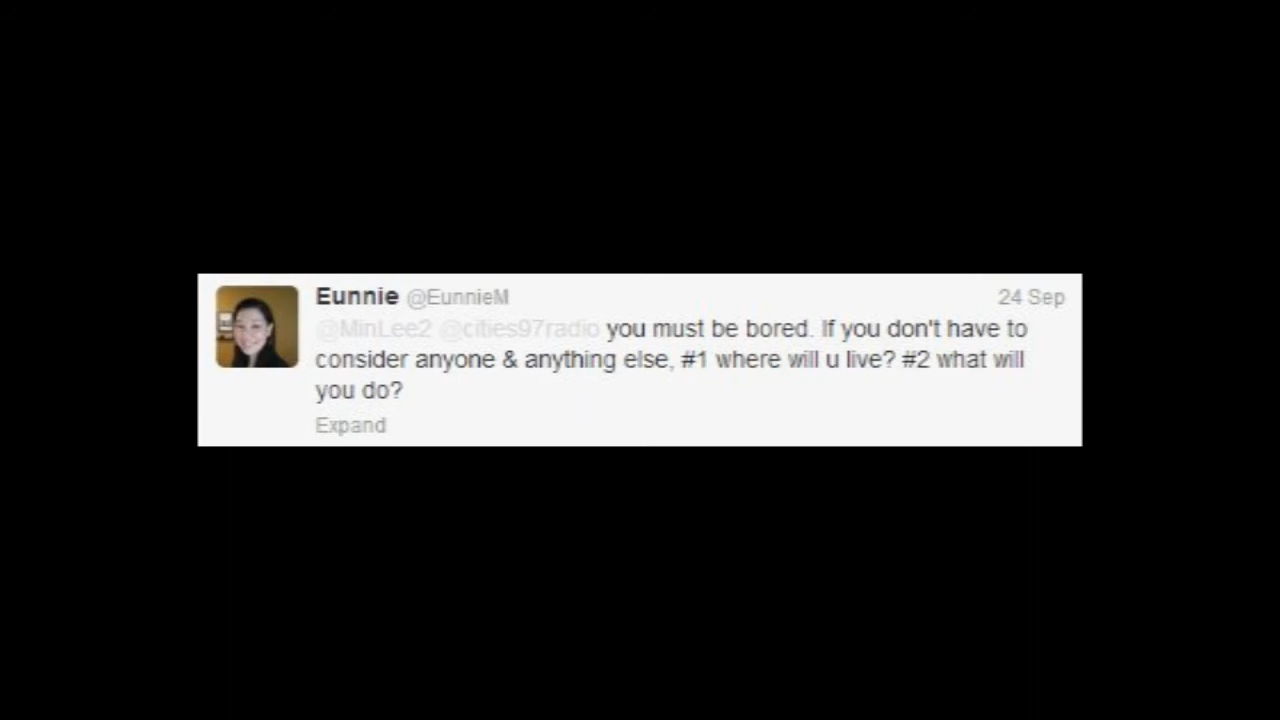 Eunnie @EunnieM 24 Sep
@MinLee2 @cities97radio you must be bored. If you don't have to
consider anyone & anything else, #1 where will u live? #2 what will
you do?
Expand